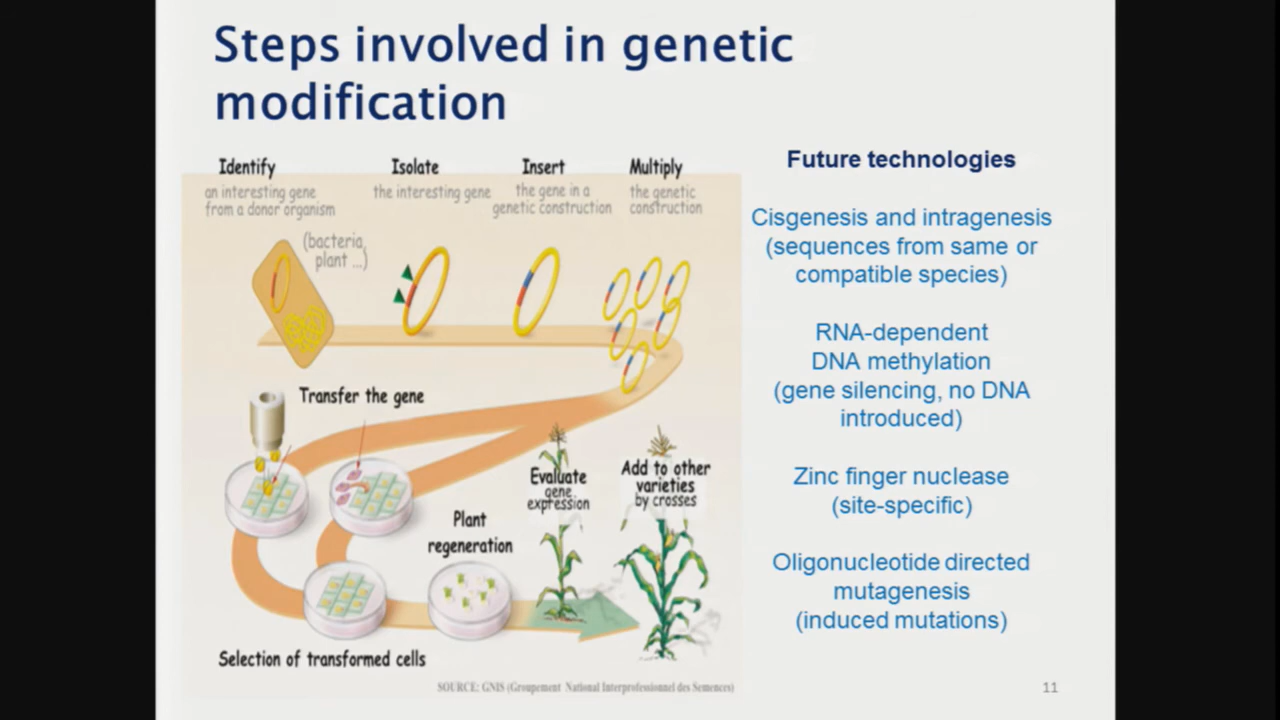 Steps involved in genetic
modification
Identify
an interesting gene
from a donor organism
(bacteria,
plant ...)
Isolate
the interesting gene
Insert
the gene in a
genetic construction
Multiply
the genetic
construction
Transfer the gene
Evaluate
gene
expression
Add to other
varieties
by crosses
Plant
regeneration
Selection of transformed cells
SOURCE: GNIS (Groupement National Interprofessionnel des Semences)
Future technologies
Cisgenesis and intragenesis
(sequences from same or
compatible species)
RNA-dependent
DNA methylation
(gene silencing, no DNA
introduced)
Zinc finger nuclease
(site-specific)
Oligonucleotide directed
mutagenesis
(induced mutations)
11